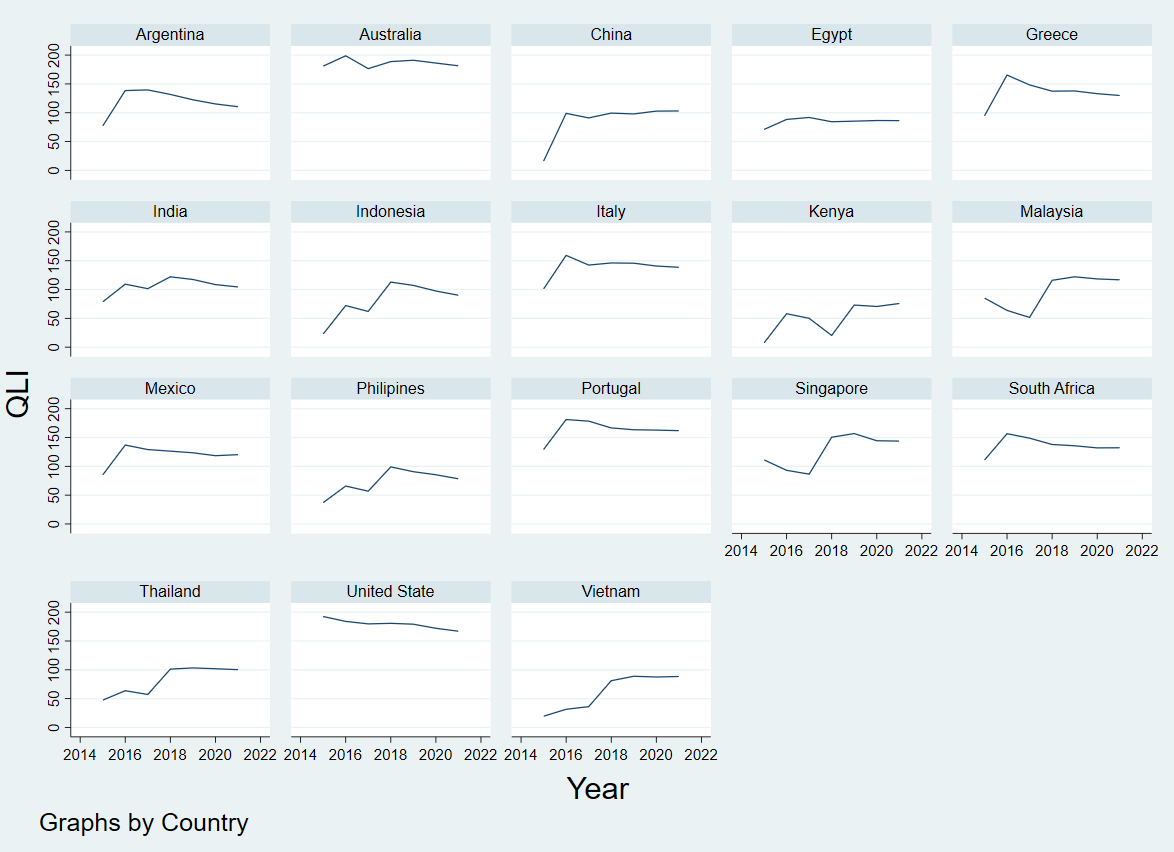 Argentina Australia China Egypt Greece
0 50 100 150 200
India Indonesia Italy Kenya Malaysia
0 50 100 150 200
QLI
Mexico Philipines Portugal Singapore South Africa
0 50 100 150 200
2014 2016 2018 2020 2022 2014 2016 2018 2020 2022
Thailand United State Vietnam
0 50 100 150 200
2014 2016 2018 2020 2022 2014 2016 2018 2020 2022 2014 2016 2018 2020 2022
Year
Graphs by Country